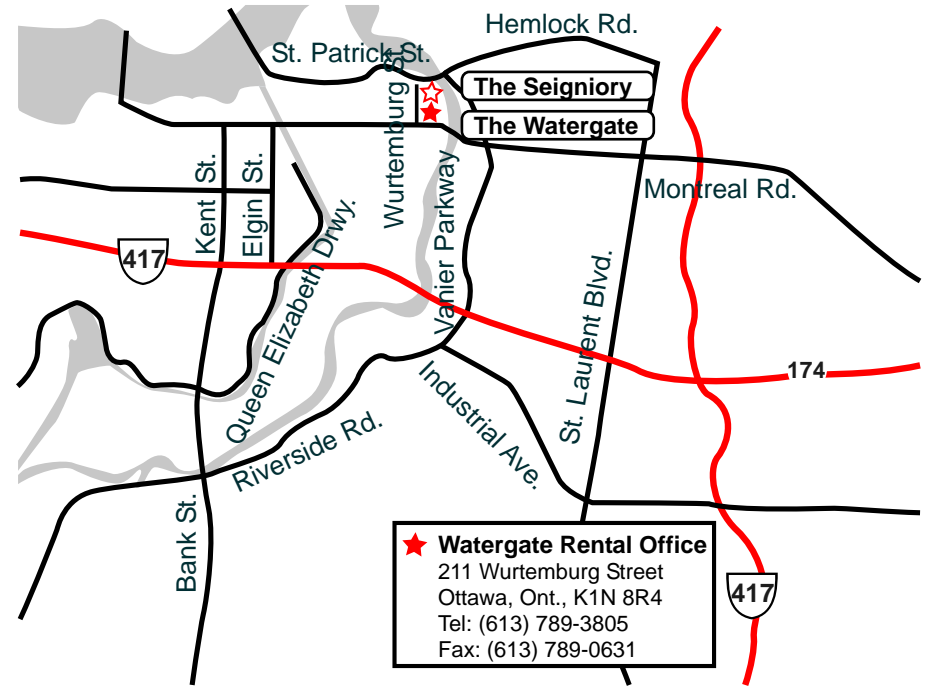 Hemlock Rd.
St. Patrick St.
Wurtemburg St.
The Seigniory
The Watergate
Kent St.
Elgin St.
Montreal Rd.
Vanier Parkway
Queen Elizabeth Drwy.
417
St. Laurent Blvd.
174
Industrial Ave.
Riverside Rd.
Bank St.
Watergate Rental Office
211 Wurtemburg Street
Ottawa, Ont., K1N 8R4
Tel: (613) 789-3805
Fax: (613) 789-0631
417